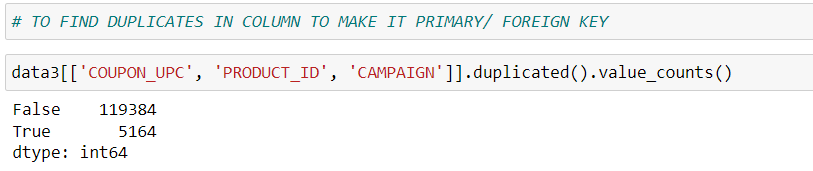 # TO FIND DUPLICATES IN COLUMN TO MAKE IT PRIMARY/ FOREIGN KEY
data3[['COUPON_UPC', 'PRODUCT_ID', 'CAMPAIGN']].duplicated().value_counts()
False    119384
True       5164
dtype: int64